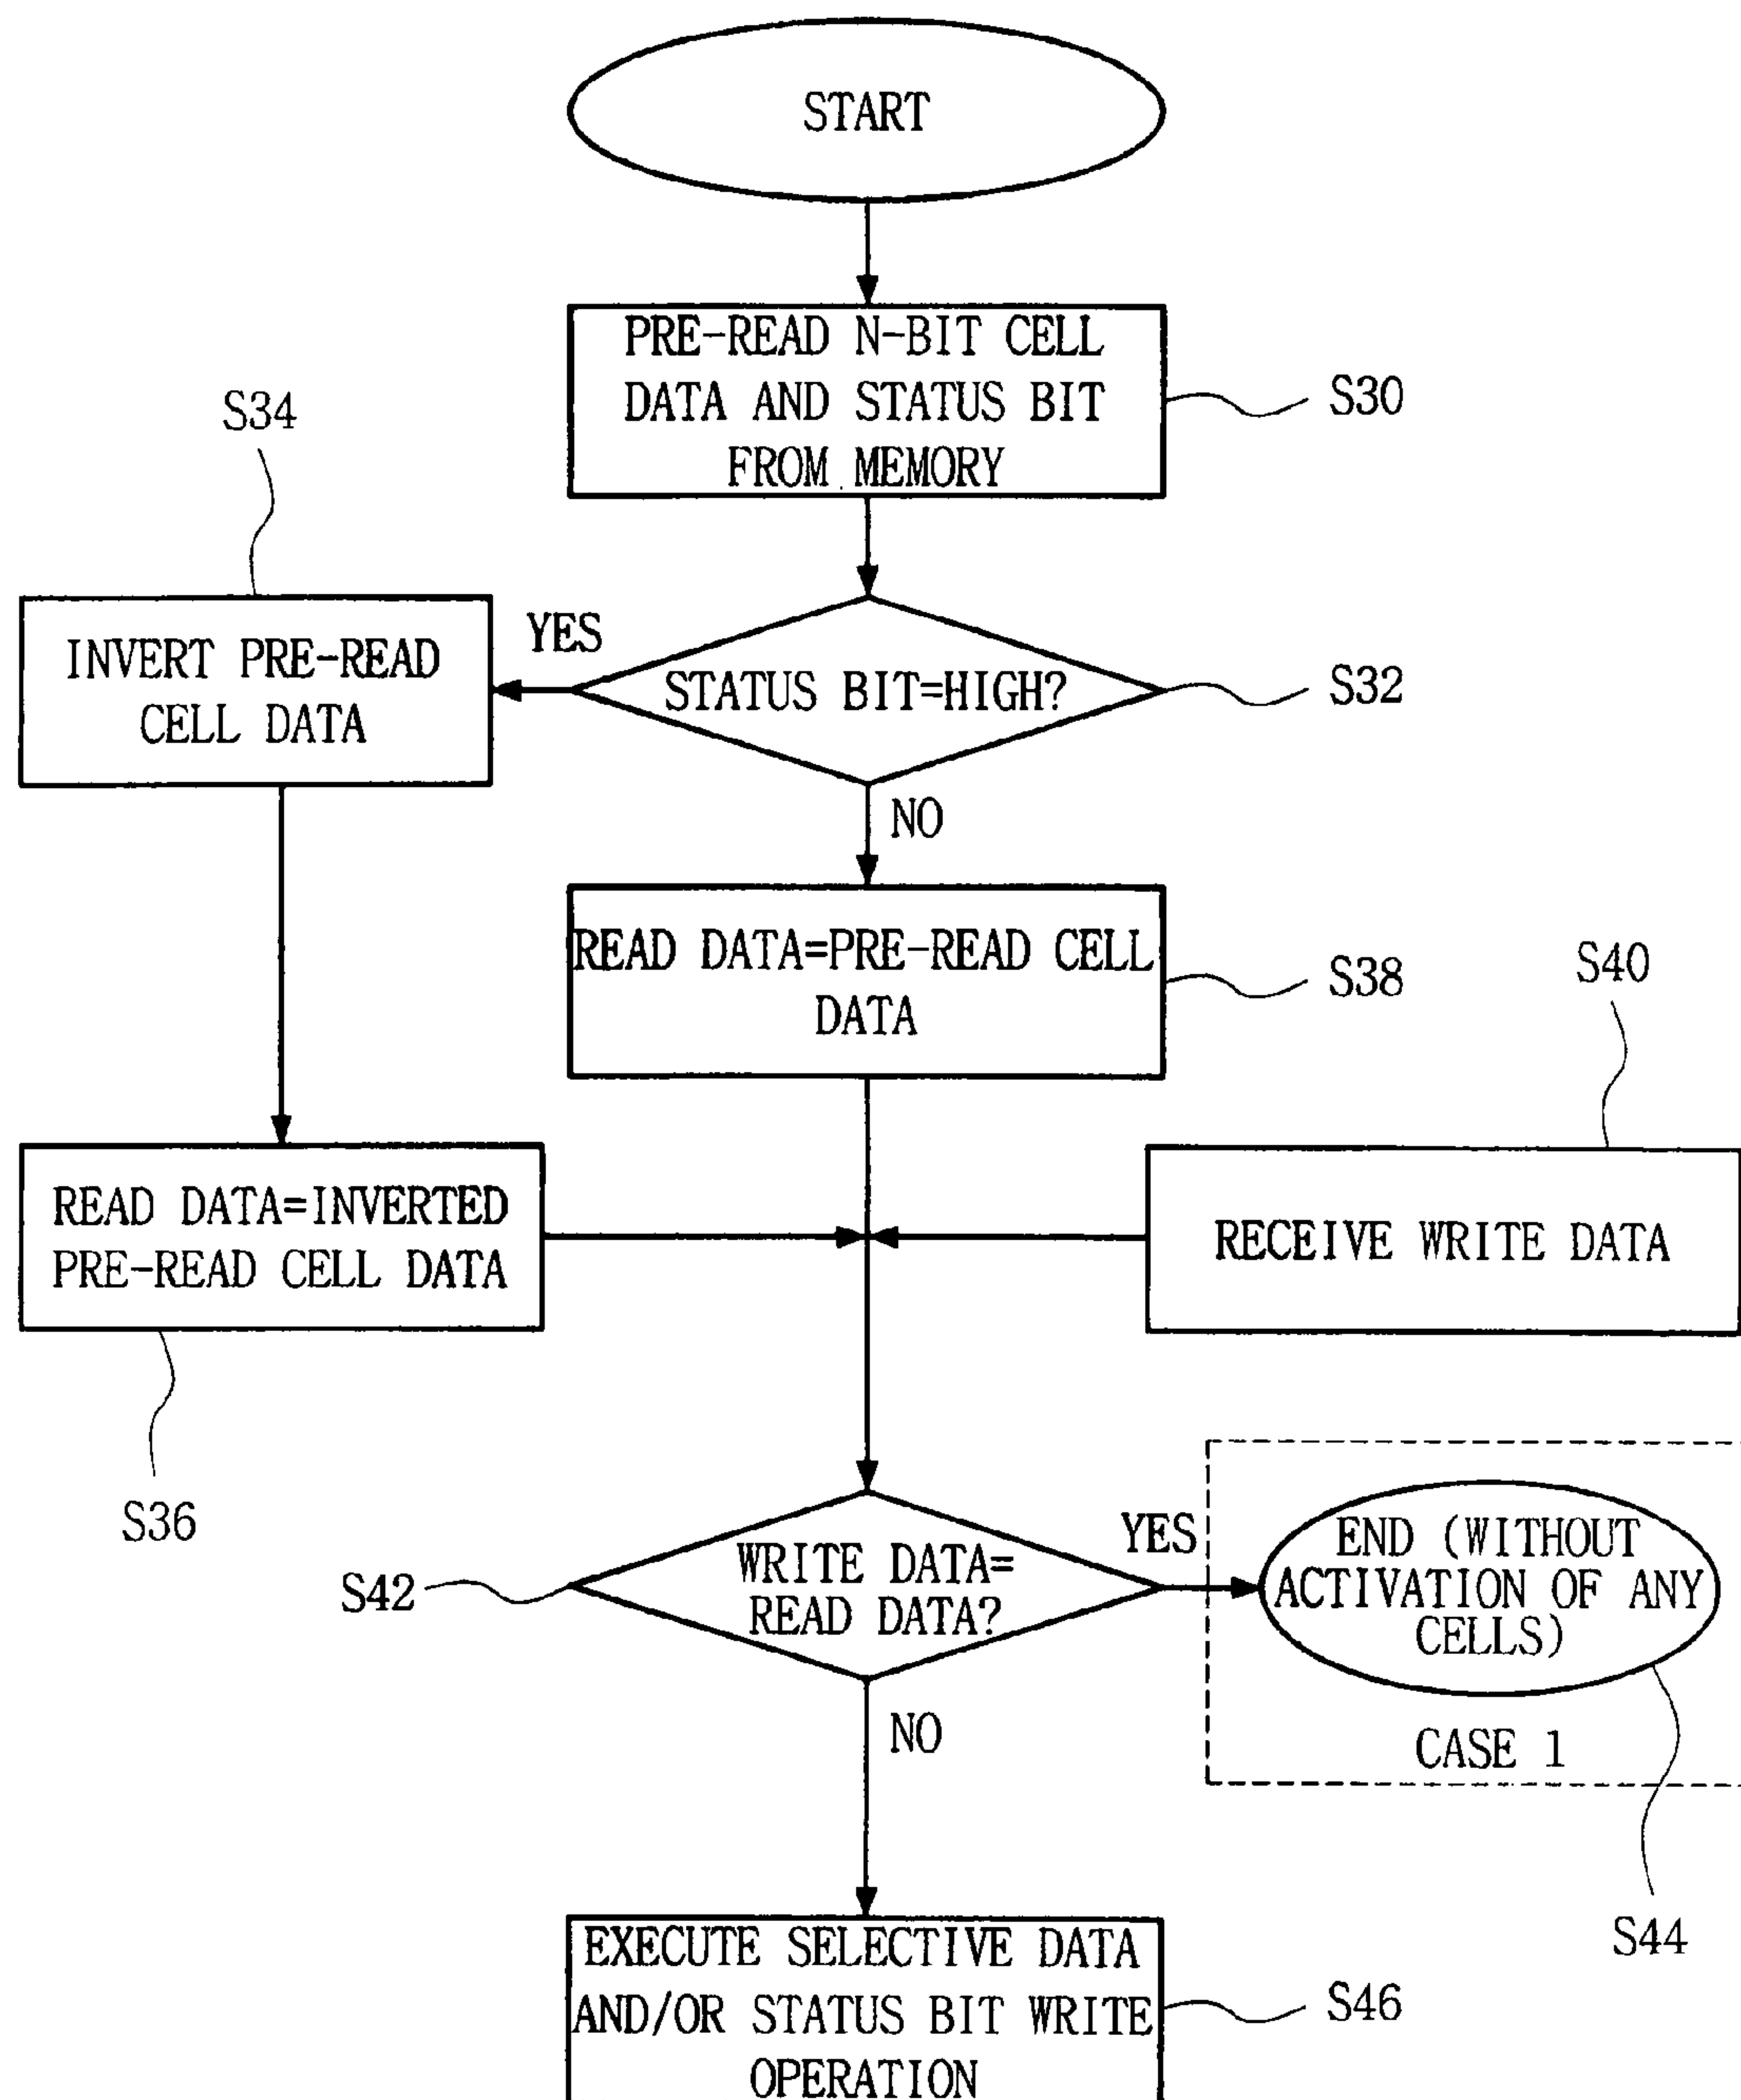 START
PRE-READ N-BIT CELL
DATA AND STATUS BIT
FROM MEMORY
S30
S34
INVERT PRE-READ
CELL DATA
YES
STATUS BIT=HIGH?
S32
NO
READ DATA=PRE-READ CELL
DATA
S38
S40
READ DATA=INVERTED
PRE-READ CELL DATA
RECEIVE WRITE DATA
S36
S42
WRITE DATA=
READ DATA?
YES
END (WITHOUT
ACTIVATION OF ANY
CELLS)
CASE 1
NO
S44
EXECUTE SELECTIVE DATA
AND/OR STATUS BIT WRITE
OPERATION
S46